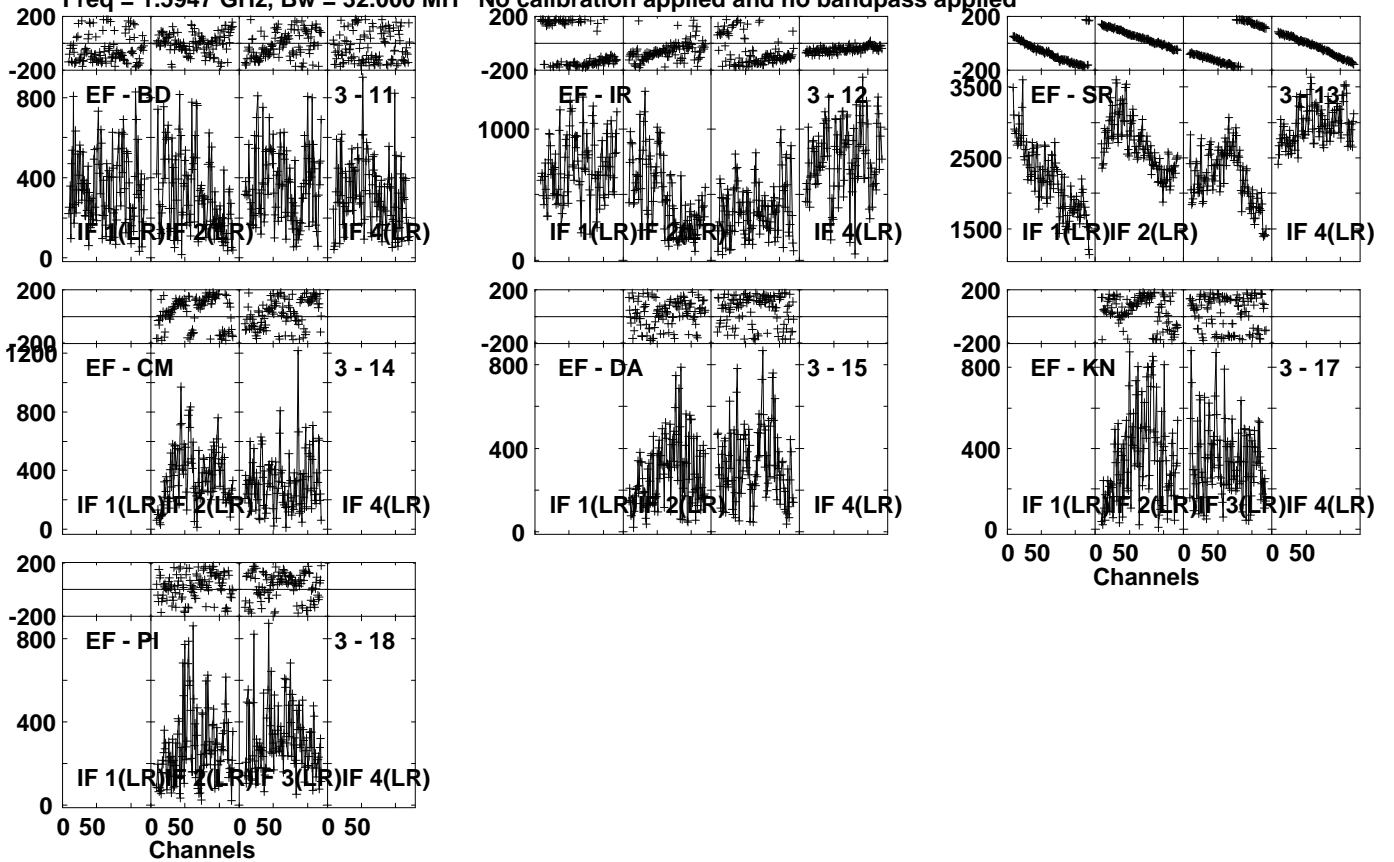 Freq = 1.5947 GHz, Bw = 32.000 MH No calibration applied and no bandpass applied
200
-200
EF - BD 3 - 11
800
400
0
IF 1(LR) IF 2(LR) IF 4(LR)
200
-200
EF - IR 3 - 12
1000
0
IF 1(LR) IF 2(LR) IF 4(LR)
200
-200
EF - SR 3 - 13
3500
2500
1500
IF 1(LR) IF 2(LR) IF 4(LR)
200
-200
EF - CM 3 - 14
1200
800
400
0
IF 1(LR) IF 2(LR) IF 4(LR)
200
-200
EF - DA 3 - 15
800
400
0
IF 1(LR) IF 2(LR) IF 4(LR)
200
-200
EF - KN 3 - 17
800
400
0
IF 1(LR) IF 2(LR) IF 3(LR) IF 4(LR)
0 50 0 50 0 50 0 50
Channels
200
-200
EF - PI 3 - 18
800
400
0
IF 1(LR) IF 2(LR) IF 3(LR) IF 4(LR)
0 50 0 50 0 50 0 50
Channels